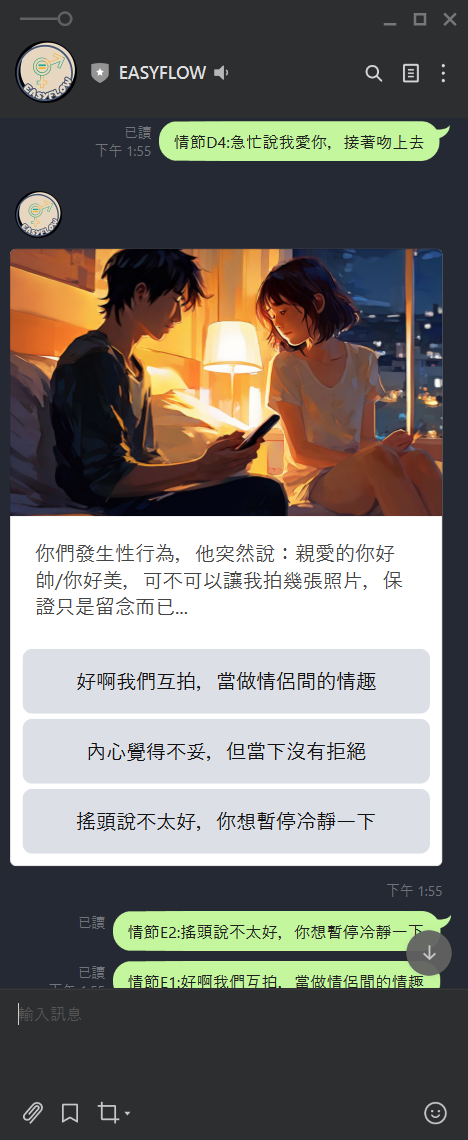 EASYFLOW
EASYFLOW
已讀
下午 1:55
情節D4:急忙說我愛你，接著吻上去
EASYFLOW
你們發生性行為，他突然說：親愛的你好
帥/你好美，可不可以讓我拍幾張照片，保
證只是留念而已...
好啊我們互拍，當做情侶間的情趣
內心覺得不妥，但當下沒有拒絕
搖頭說不太好，你想暫停冷靜一下
下午 1:55
已讀
情節E2:搖頭說不太好，你想暫停冷靜一下
已讀
下午 1:55
情節E1:好啊我們互拍，當做情侶間的情趣
輸入訊息